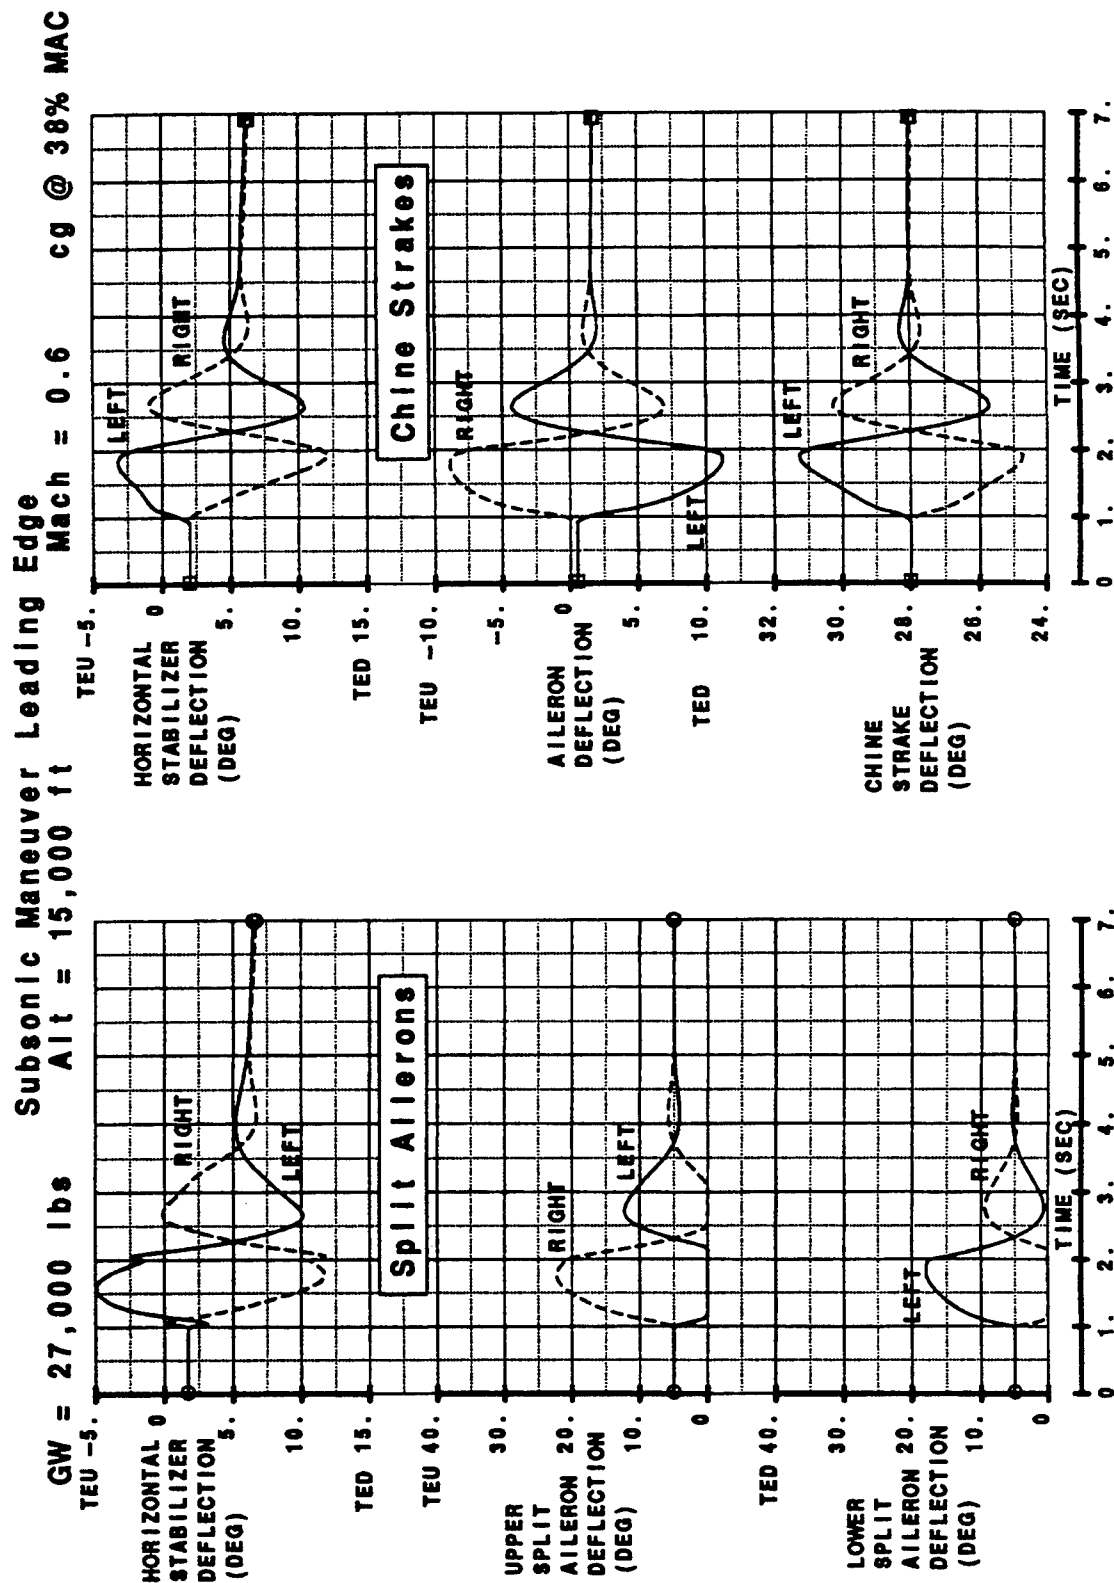 Subsonic Maneuver Leading Edge
GW = 27,000 lbs Alt = 15,000 ft Mach = 0.6 cg @ 38% MAC
TEU -5.
0
5.
10.
TED 15.
HORIZONTAL
STABILIZER
DEFLECTION
(DEG)
RIGHT
LEFT
Split Ailerons
TEU 30.
20.
10.
0
UPPER
SPLIT
AILERON
DEFLECTION
(DEG)
RIGHT
LEFT
TED 30.
20.
10.
0
LOWER
SPLIT
AILERON
DEFLECTION
(DEG)
LEFT
RIGHT
0. 1. 2. 3. 4. 5. 6. 7.
TIME (SEC)
TEU -5.
0
5.
10.
TED 15.
HORIZONTAL
STABILIZER
DEFLECTION
(DEG)
LEFT
RIGHT
Chine Strakes
TEU -10.
-5.
0
5.
TED 10.
AILERON
DEFLECTION
(DEG)
RIGHT
LEFT
32.
30.
28.
26.
24.
CHINE
STRAKE
DEFLECTION
(DEG)
LEFT
RIGHT
0. 1. 2. 3. 4. 5. 6. 7.
TIME (SEC)